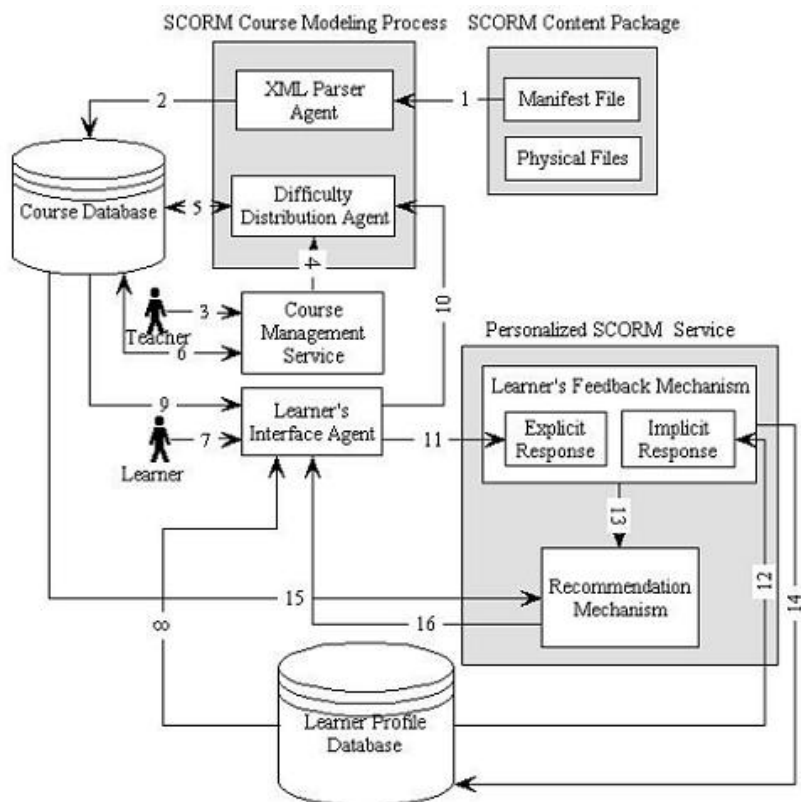 SCORM Course Modeling Process
SCORM Content Package
XML Parser
Agent
2
1
Manifest File
Physical Files
Course Database
5
Difficulty
Distribution Agent
4
10
Teacher
3
6
Course
Management
Service
Personalized SCORM Service
Learner's Feedback Mechanism
9
Learner
7
Learner's
Interface Agent
11
Explicit
Response
Implicit
Response
13
12
14
8
15
16
Recommendation
Mechanism
Learner Profile
Database